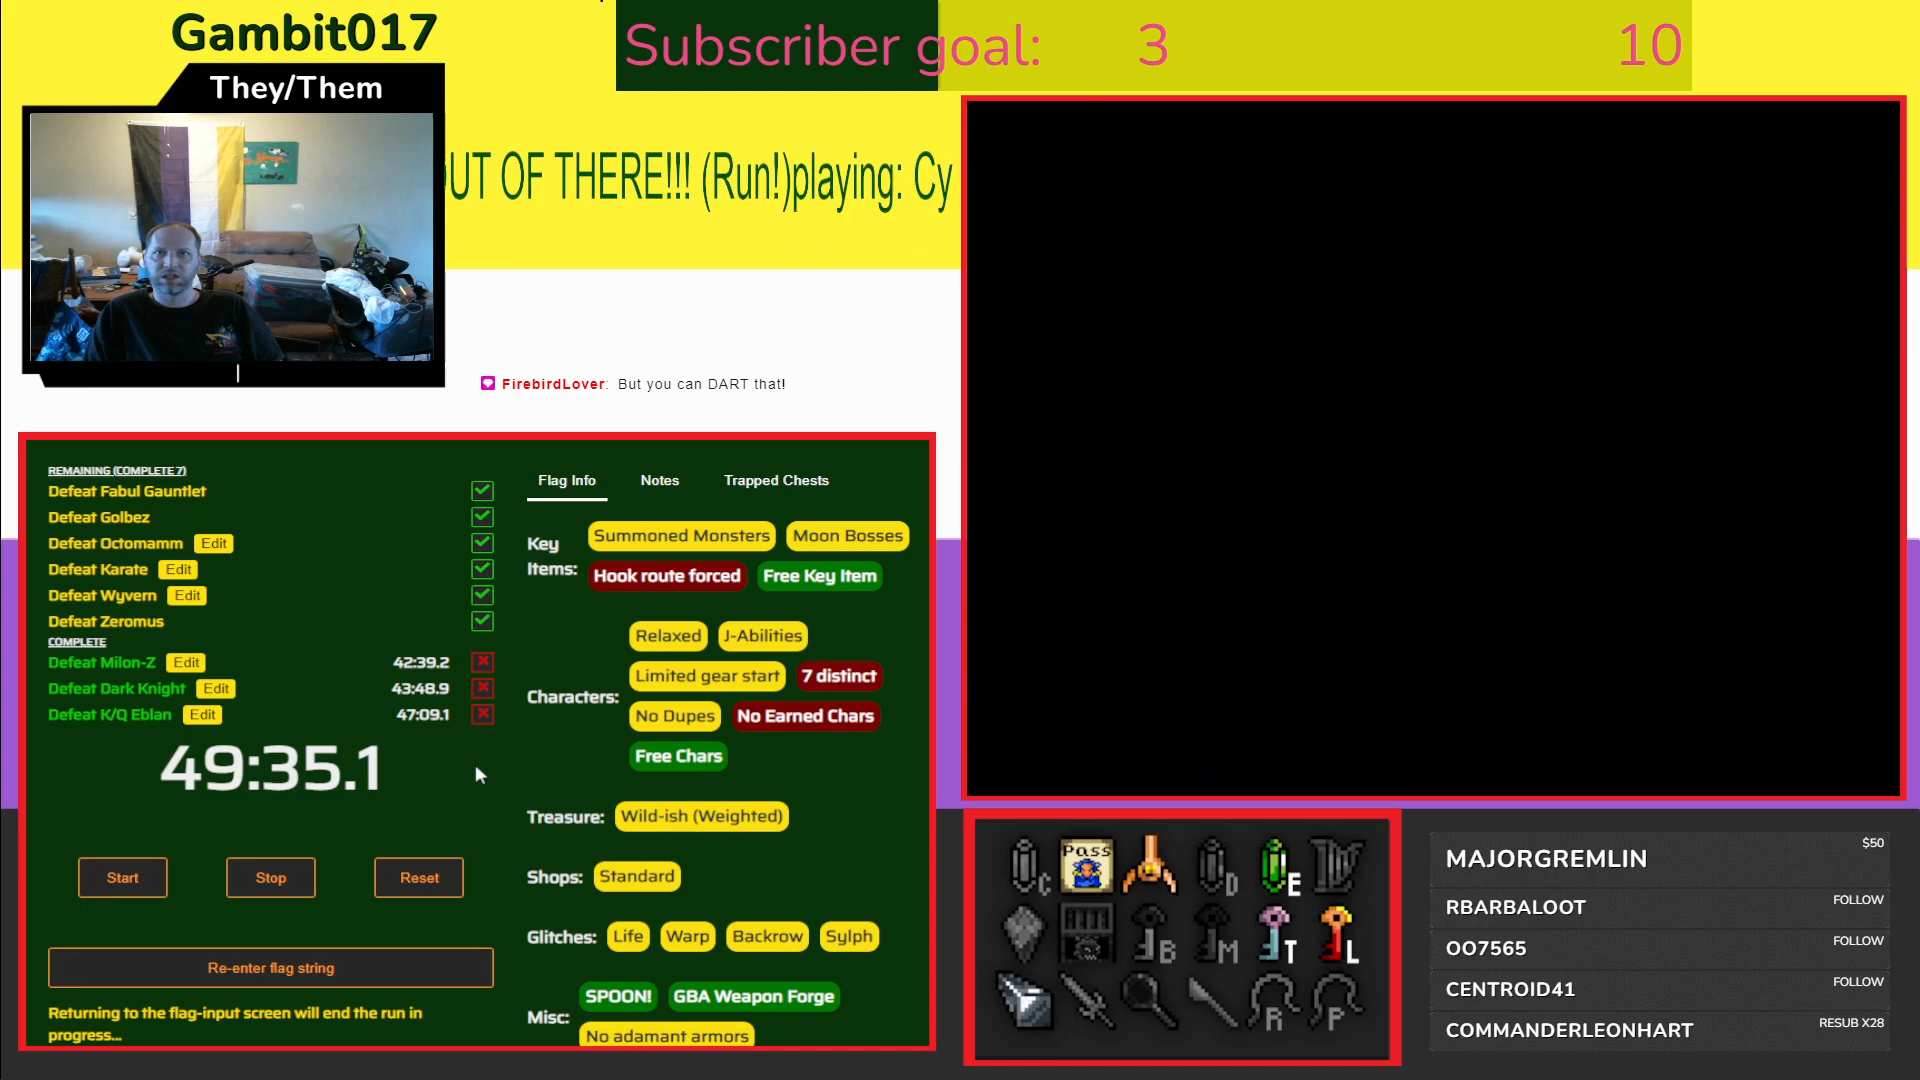 Gambit017
They/Them
Subscriber goal: 3 10
OUT OF THERE!!! (Run!)playing: Cy
FirebirdLover: But you can DART that!
REMAINING (COMPLETE 7)
Defeat Fabul Gauntlet
Defeat Golbez
Defeat Octomamm Edit
Defeat Karate Edit
Defeat Wyvern Edit
Defeat Zeromus
COMPLETE
Defeat Milon-Z Edit 42:39.2
Defeat Dark Knight Edit 43:48.9
Defeat K/Q Eblan Edit 47:09.1
49:35.1
Start Stop Reset
Re-enter flag string
Returning to the flag-input screen will end the run in
progress...
Flag Info Notes Trapped Chests
Key Items: Summoned Monsters Moon Bosses
Hook route forced Free Key Item
Characters: Relaxed J-Abilities
Limited gear start 7 distinct
No Dupes No Earned Chars
Free Chars
Treasure: Wild-ish (Weighted)
Shops: Standard
Glitches: Life Warp Backrow Sylph
Misc: SPOON! GBA Weapon Forge
No adamant armors
C Pass D E
B M T L
R P
MAJORGREMLIN $50
RBARBALOOT FOLLOW
OO7565 FOLLOW
CENTROID41 FOLLOW
COMMANDERLEONHART RESUB X28